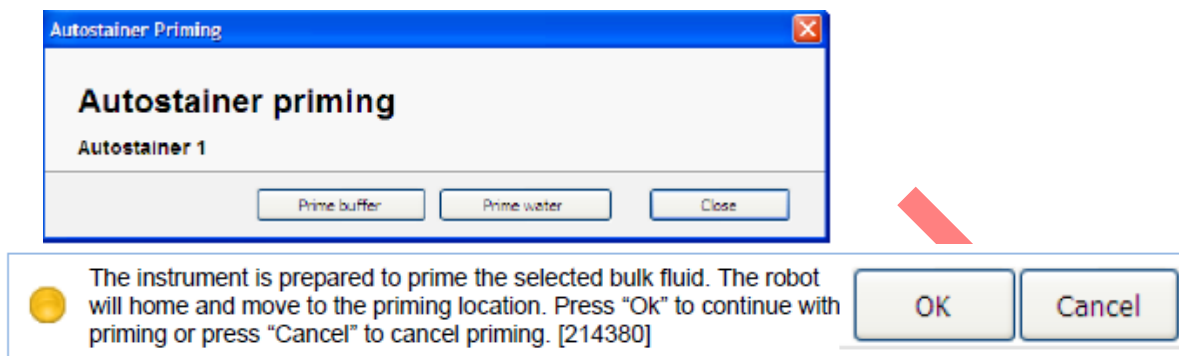 Autostainer Priming
Autostainer priming
Autostainer 1
Prime buffer Prime water Close
The instrument is prepared to prime the selected bulk fluid. The robot
will home and move to the priming location. Press “Ok” to continue with
priming or press “Cancel” to cancel priming. [214380]
OK Cancel